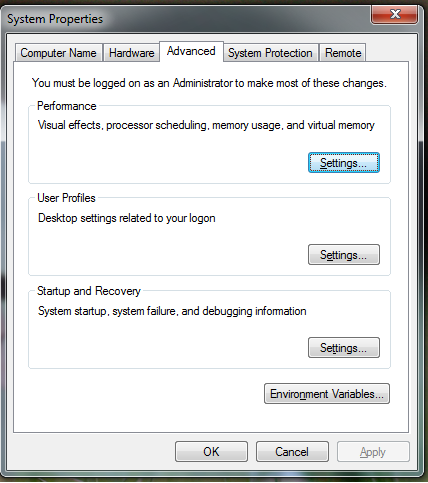 System Properties
Computer Name Hardware Advanced System Protection Remote
You must be logged on as an Administrator to make most of these changes.
Performance
Visual effects, processor scheduling, memory usage, and virtual memory
Settings...
User Profiles
Desktop settings related to your logon
Settings...
Startup and Recovery
System startup, system failure, and debugging information
Settings...
Environment Variables...
OK Cancel Apply